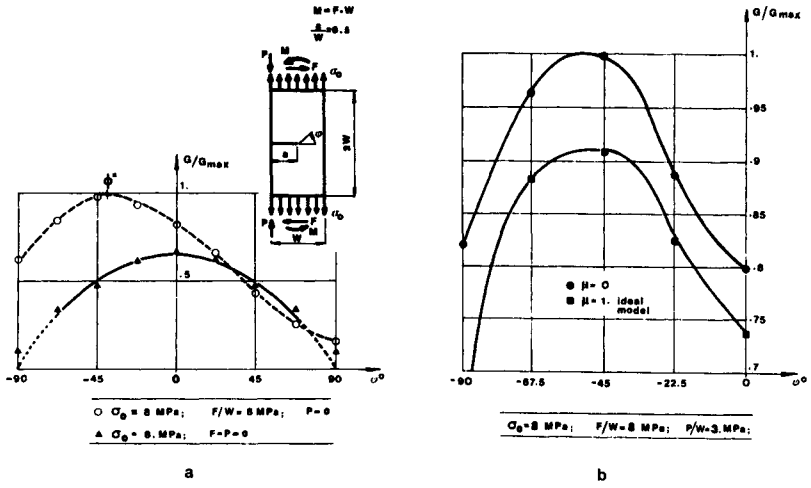 M = F·W
a/W = 0.5
P M F σ₀
φ
a
2W
P F M σ₀
W
G/Gmax
φ*
1.
.5
-90 -45 0 45 90 φ°
○ σ₀ = 8 MPa; F/W = 8 MPa; P = 0
▲ σ₀ = 8. MPa; F = P = 0
a
G/Gmax
1.
.95
.9
.85
.8
.75
.7
● μ = 0
■ μ = 1. ideal
model
-90 -67.5 -45 -22.5 0 φ°
σ₀=8 MPa; F/W=8 MPa; P/W=3. MPa;
b